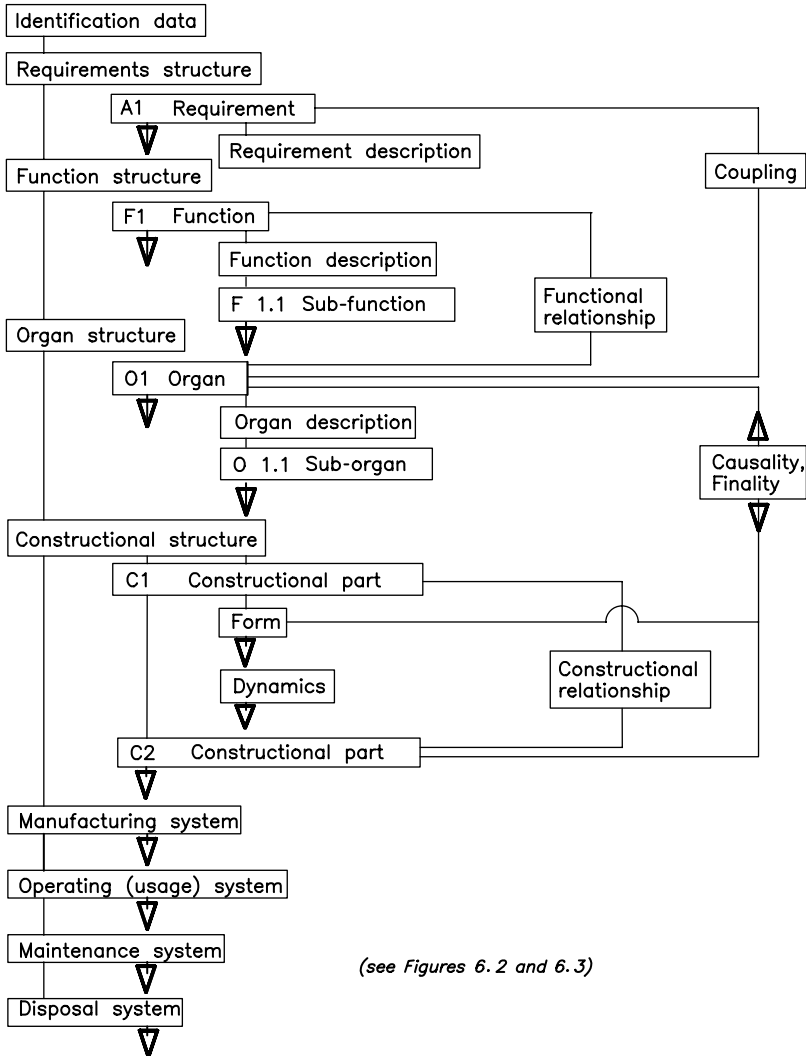 Identification data
Requirements structure
A1 Requirement
Requirement description
Function structure
Coupling
F1 Function
Function description
F 1.1 Sub-function
Functional
relationship
Organ structure
O1 Organ
Organ description
O 1.1 Sub-organ
Causality,
Finality
Constructional structure
C1 Constructional part
Form
Constructional
relationship
Dynamics
C2 Constructional part
Manufacturing system
Operating (usage) system
Maintenance system
(see Figures 6.2 and 6.3)
Disposal system